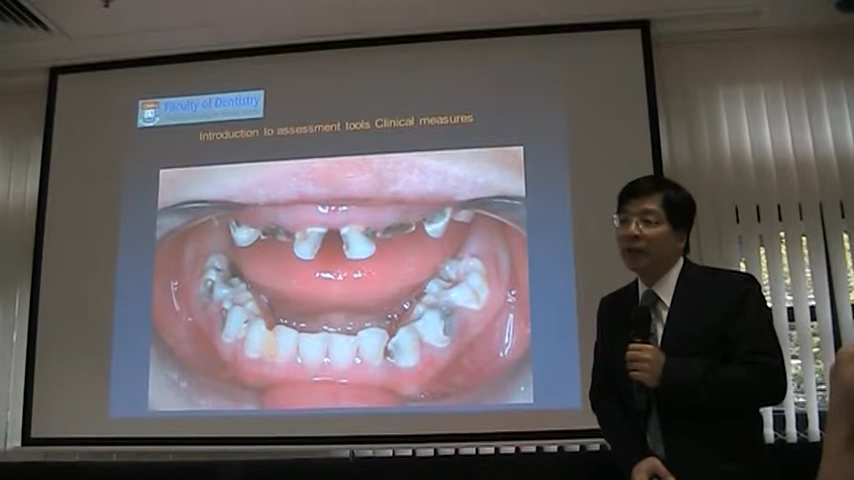 Faculty of Dentistry
Introduction to assessment tools Clinical measures